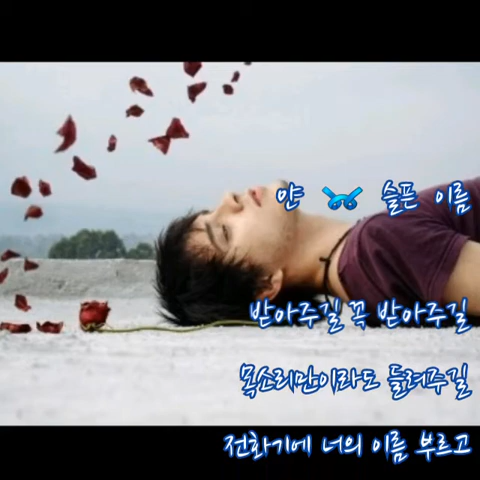 얀 슬픈 이름
받아주길 꼭 받아주길
목소리만이라도 들려주길
전화기에 너의 이름 부르고